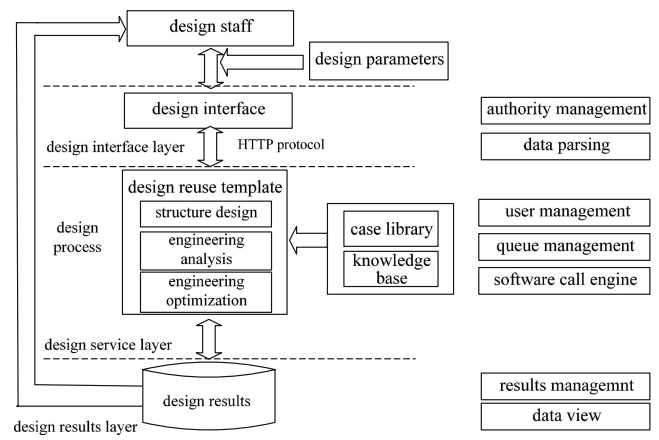 design staff
design parameters
design interface
authority management
design interface layer
HTTP protocol
data parsing
design reuse template
structure design
engineering
analysis
engineering
optimization
design
process
case library
knowledge
base
user management
queue management
software call engine
design service layer
design results
results managemnt
data view
design results layer